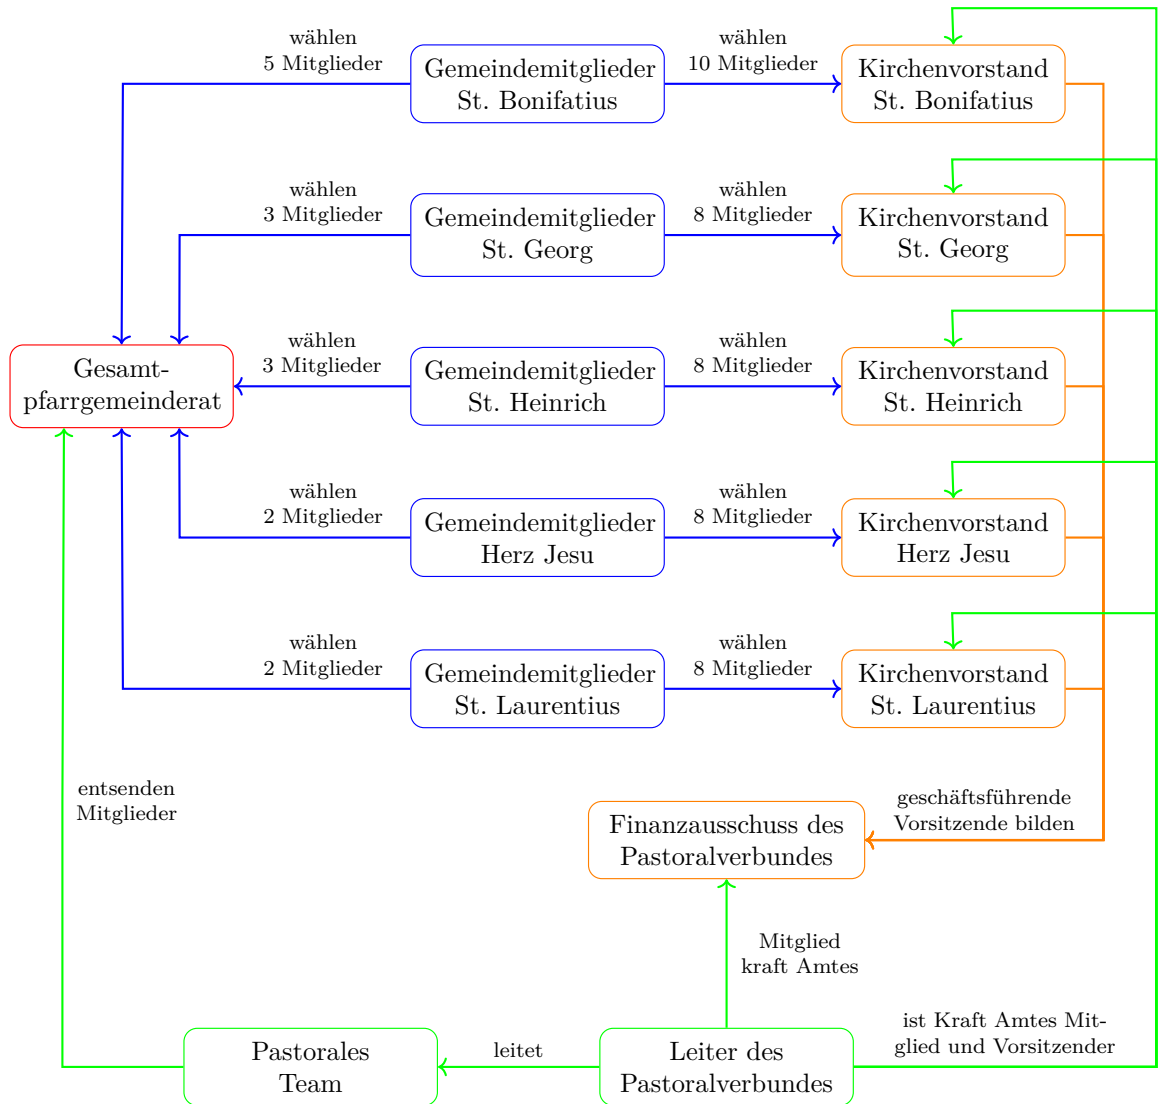 wählen
5 Mitglieder
Gemeindemitglieder
St. Bonifatius
wählen
10 Mitglieder
Kirchenvorstand
St. Bonifatius
wählen
3 Mitglieder
Gemeindemitglieder
St. Georg
wählen
8 Mitglieder
Kirchenvorstand
St. Georg
Gesamt-
pfarrgemeinderat
wählen
3 Mitglieder
Gemeindemitglieder
St. Heinrich
wählen
8 Mitglieder
Kirchenvorstand
St. Heinrich
wählen
2 Mitglieder
Gemeindemitglieder
Herz Jesu
wählen
8 Mitglieder
Kirchenvorstand
Herz Jesu
wählen
2 Mitglieder
Gemeindemitglieder
St. Laurentius
wählen
8 Mitglieder
Kirchenvorstand
St. Laurentius
entsenden
Mitglieder
Finanzausschuss des
Pastoralverbundes
geschäftsführende
Vorsitzende bilden
Mitglied
kraft Amtes
Pastorales
Team
leitet
Leiter des
Pastoralverbundes
ist Kraft Amtes Mit-
glied und Vorsitzender